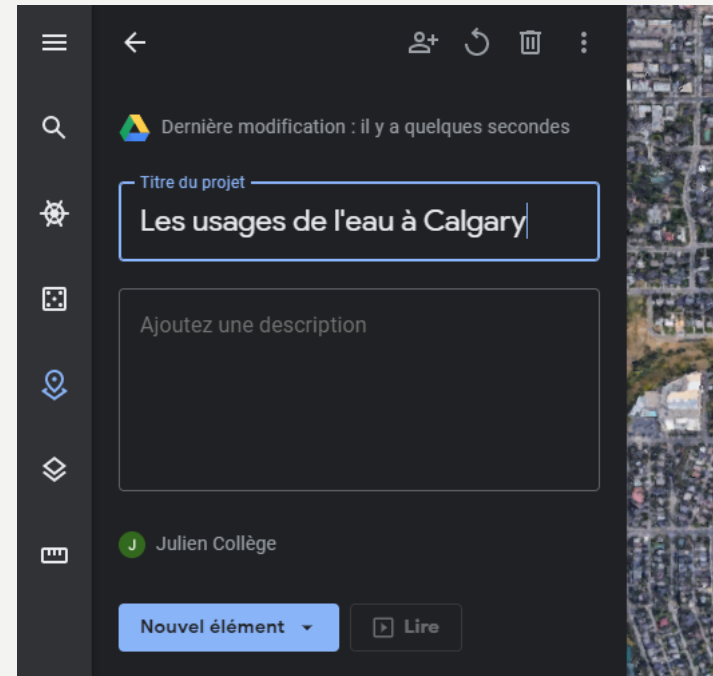 Dernière modification : il y a quelques secondes
Titre du projet
Les usages de l'eau à Calgary
Ajoutez une description
J Julien Collège
Nouvel élément
Lire